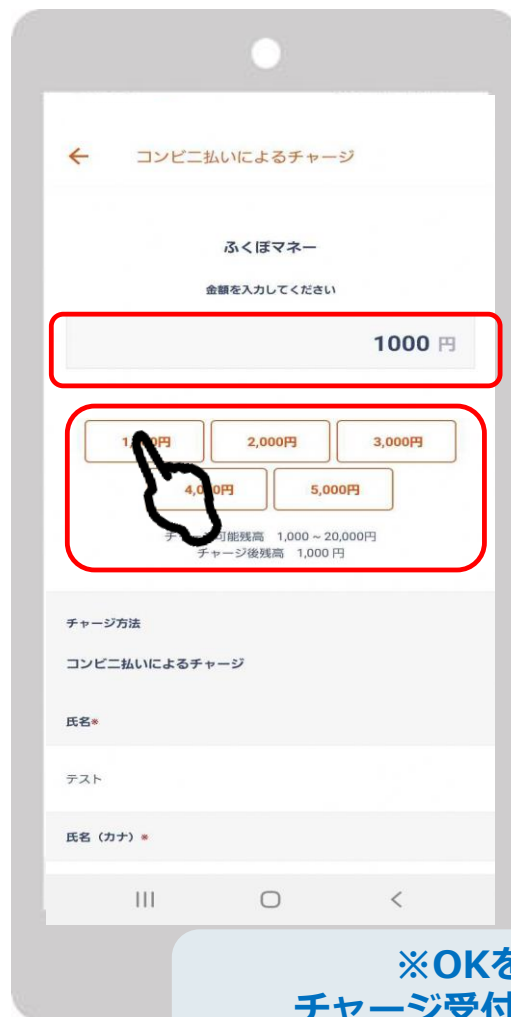 ← コンビニ払いによるチャージ
ふくぽマネー
金額を入力してください
1000 円
2,000円 3,000円
5,000円
可能残高 1,000 ~ 20,000円
チャージ後残高 1,000 円
チャージ方法
コンビニ払いによるチャージ
氏名※
テスト
氏名（カナ）※
※OKを
チャージ受付